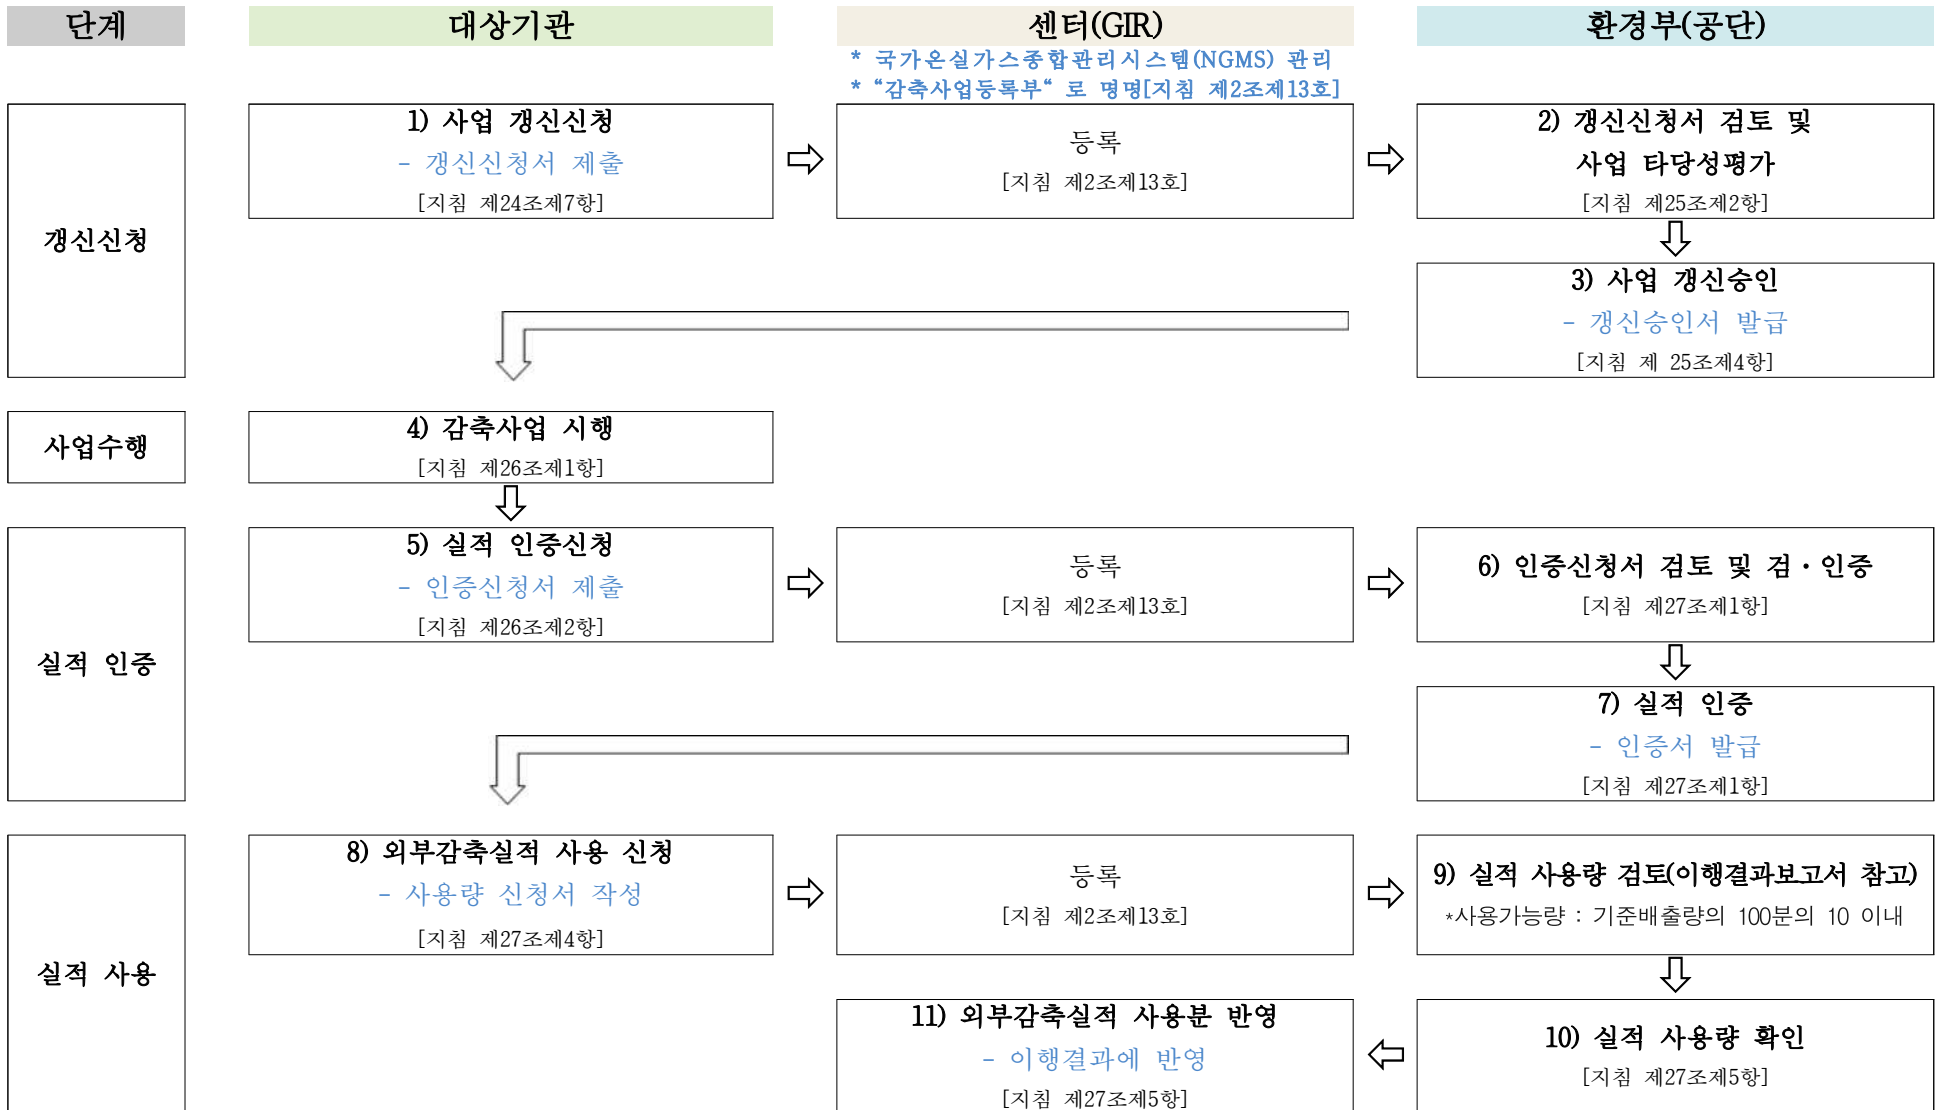 단계
대상기관
센터(GIR)
환경부(공단)
* 국가온실가스종합관리시스템(NGMS) 관리
* “감축사업등록부“ 로 명명[지침 제2조제13호]
갱신신청
1) 사업 갱신신청
- 갱신신청서 제출
[지침 제24조제7항]
등록
[지침 제2조제13호]
2) 갱신신청서 검토 및
사업 타당성평가
[지침 제25조제2항]
3) 사업 갱신승인
- 갱신승인서 발급
[지침 제 25조제4항]
사업수행
4) 감축사업 시행
[지침 제26조제1항]
실적 인증
5) 실적 인증신청
- 인증신청서 제출
[지침 제26조제2항]
등록
[지침 제2조제13호]
6) 인증신청서 검토 및 검·인증
[지침 제27조제1항]
7) 실적 인증
- 인증서 발급
[지침 제27조제1항]
실적 사용
8) 외부감축실적 사용 신청
- 사용량 신청서 작성
[지침 제27조제4항]
등록
[지침 제2조제13호]
9) 실적 사용량 검토(이행결과보고서 참고)
*사용가능량 : 기준배출량의 100분의 10 이내
11) 외부감축실적 사용분 반영
- 이행결과에 반영
[지침 제27조제5항]
10) 실적 사용량 확인
[지침 제27조제5항]